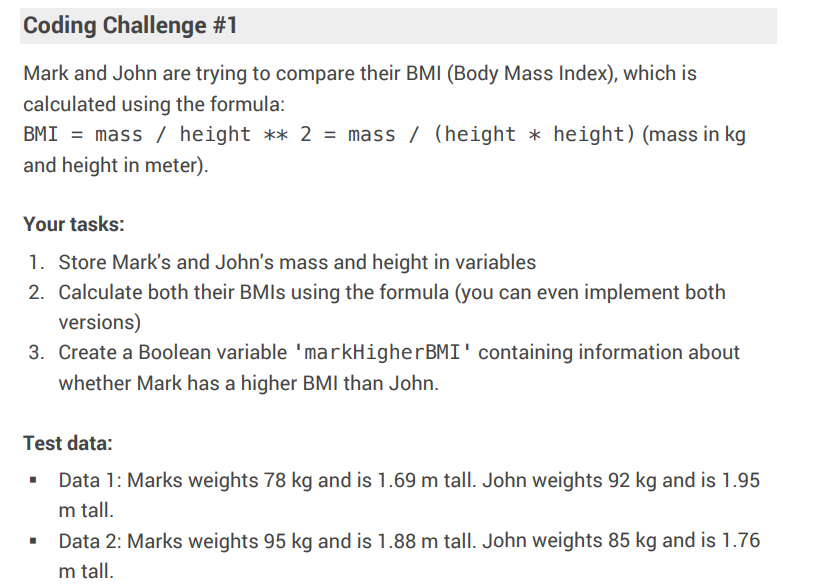 Coding Challenge #1
Mark and John are trying to compare their BMI (Body Mass Index), which is
calculated using the formula:
BMI = mass / height ** 2 = mass / (height * height) (mass in kg
and height in meter).
Your tasks:
1. Store Mark's and John's mass and height in variables
2. Calculate both their BMIs using the formula (you can even implement both
versions)
3. Create a Boolean variable 'markHigherBMI' containing information about
whether Mark has a higher BMI than John.
Test data:
▪ Data 1: Marks weights 78 kg and is 1.69 m tall. John weights 92 kg and is 1.95
m tall.
▪ Data 2: Marks weights 95 kg and is 1.88 m tall. John weights 85 kg and is 1.76
m tall.